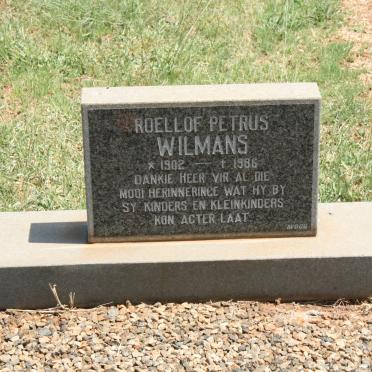 ROELLOF PETRUS
WILMANS
* 1902 — † 1986
DANKIE HEER VIR AL DIE
MOOI HERINNERINGE WAT HY BY
SY KINDERS EN KLEINKINDERS
KON AGTER LAAT